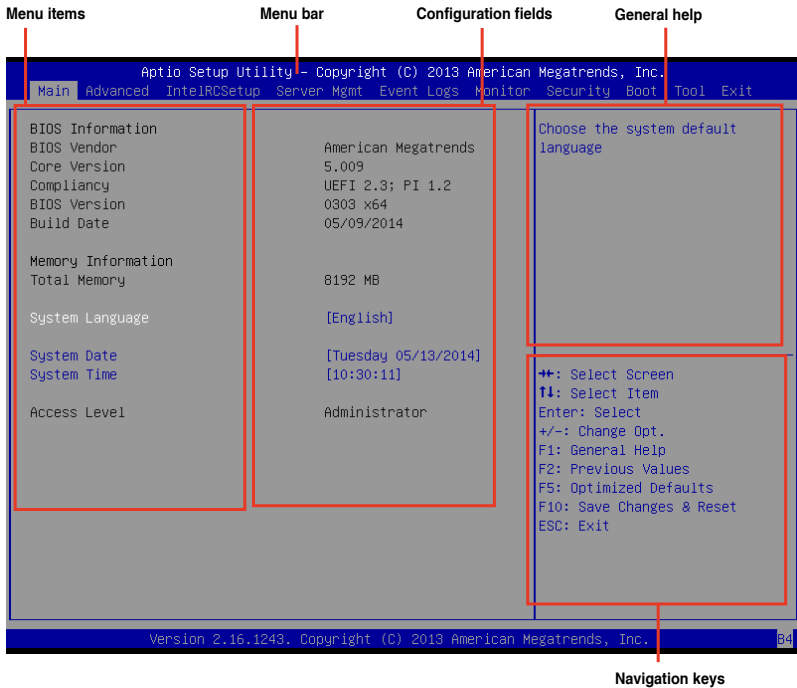 Menu items Menu bar Configuration fields General help
Aptio Setup Utility – Copyright (C) 2013 American Megatrends, Inc.
Main Advanced IntelRCSetup Server Mgmt Event Logs Monitor Security Boot Tool Exit
BIOS Information
BIOS Vendor American Megatrends
Core Version 5.009
Compliancy UEFI 2.3; PI 1.2
BIOS Version 0303 x64
Build Date 05/09/2014
Memory Information
Total Memory 8192 MB
System Language [English]
System Date [Tuesday 05/13/2014]
System Time [10:30:11]
Access Level Administrator
Choose the system default
language
→←: Select Screen
↑↓: Select Item
Enter: Select
+/-: Change Opt.
F1: General Help
F2: Previous Values
F5: Optimized Defaults
F10: Save Changes & Reset
ESC: Exit
Version 2.16.1243. Copyright (C) 2013 American Megatrends, Inc. B4
Navigation keys